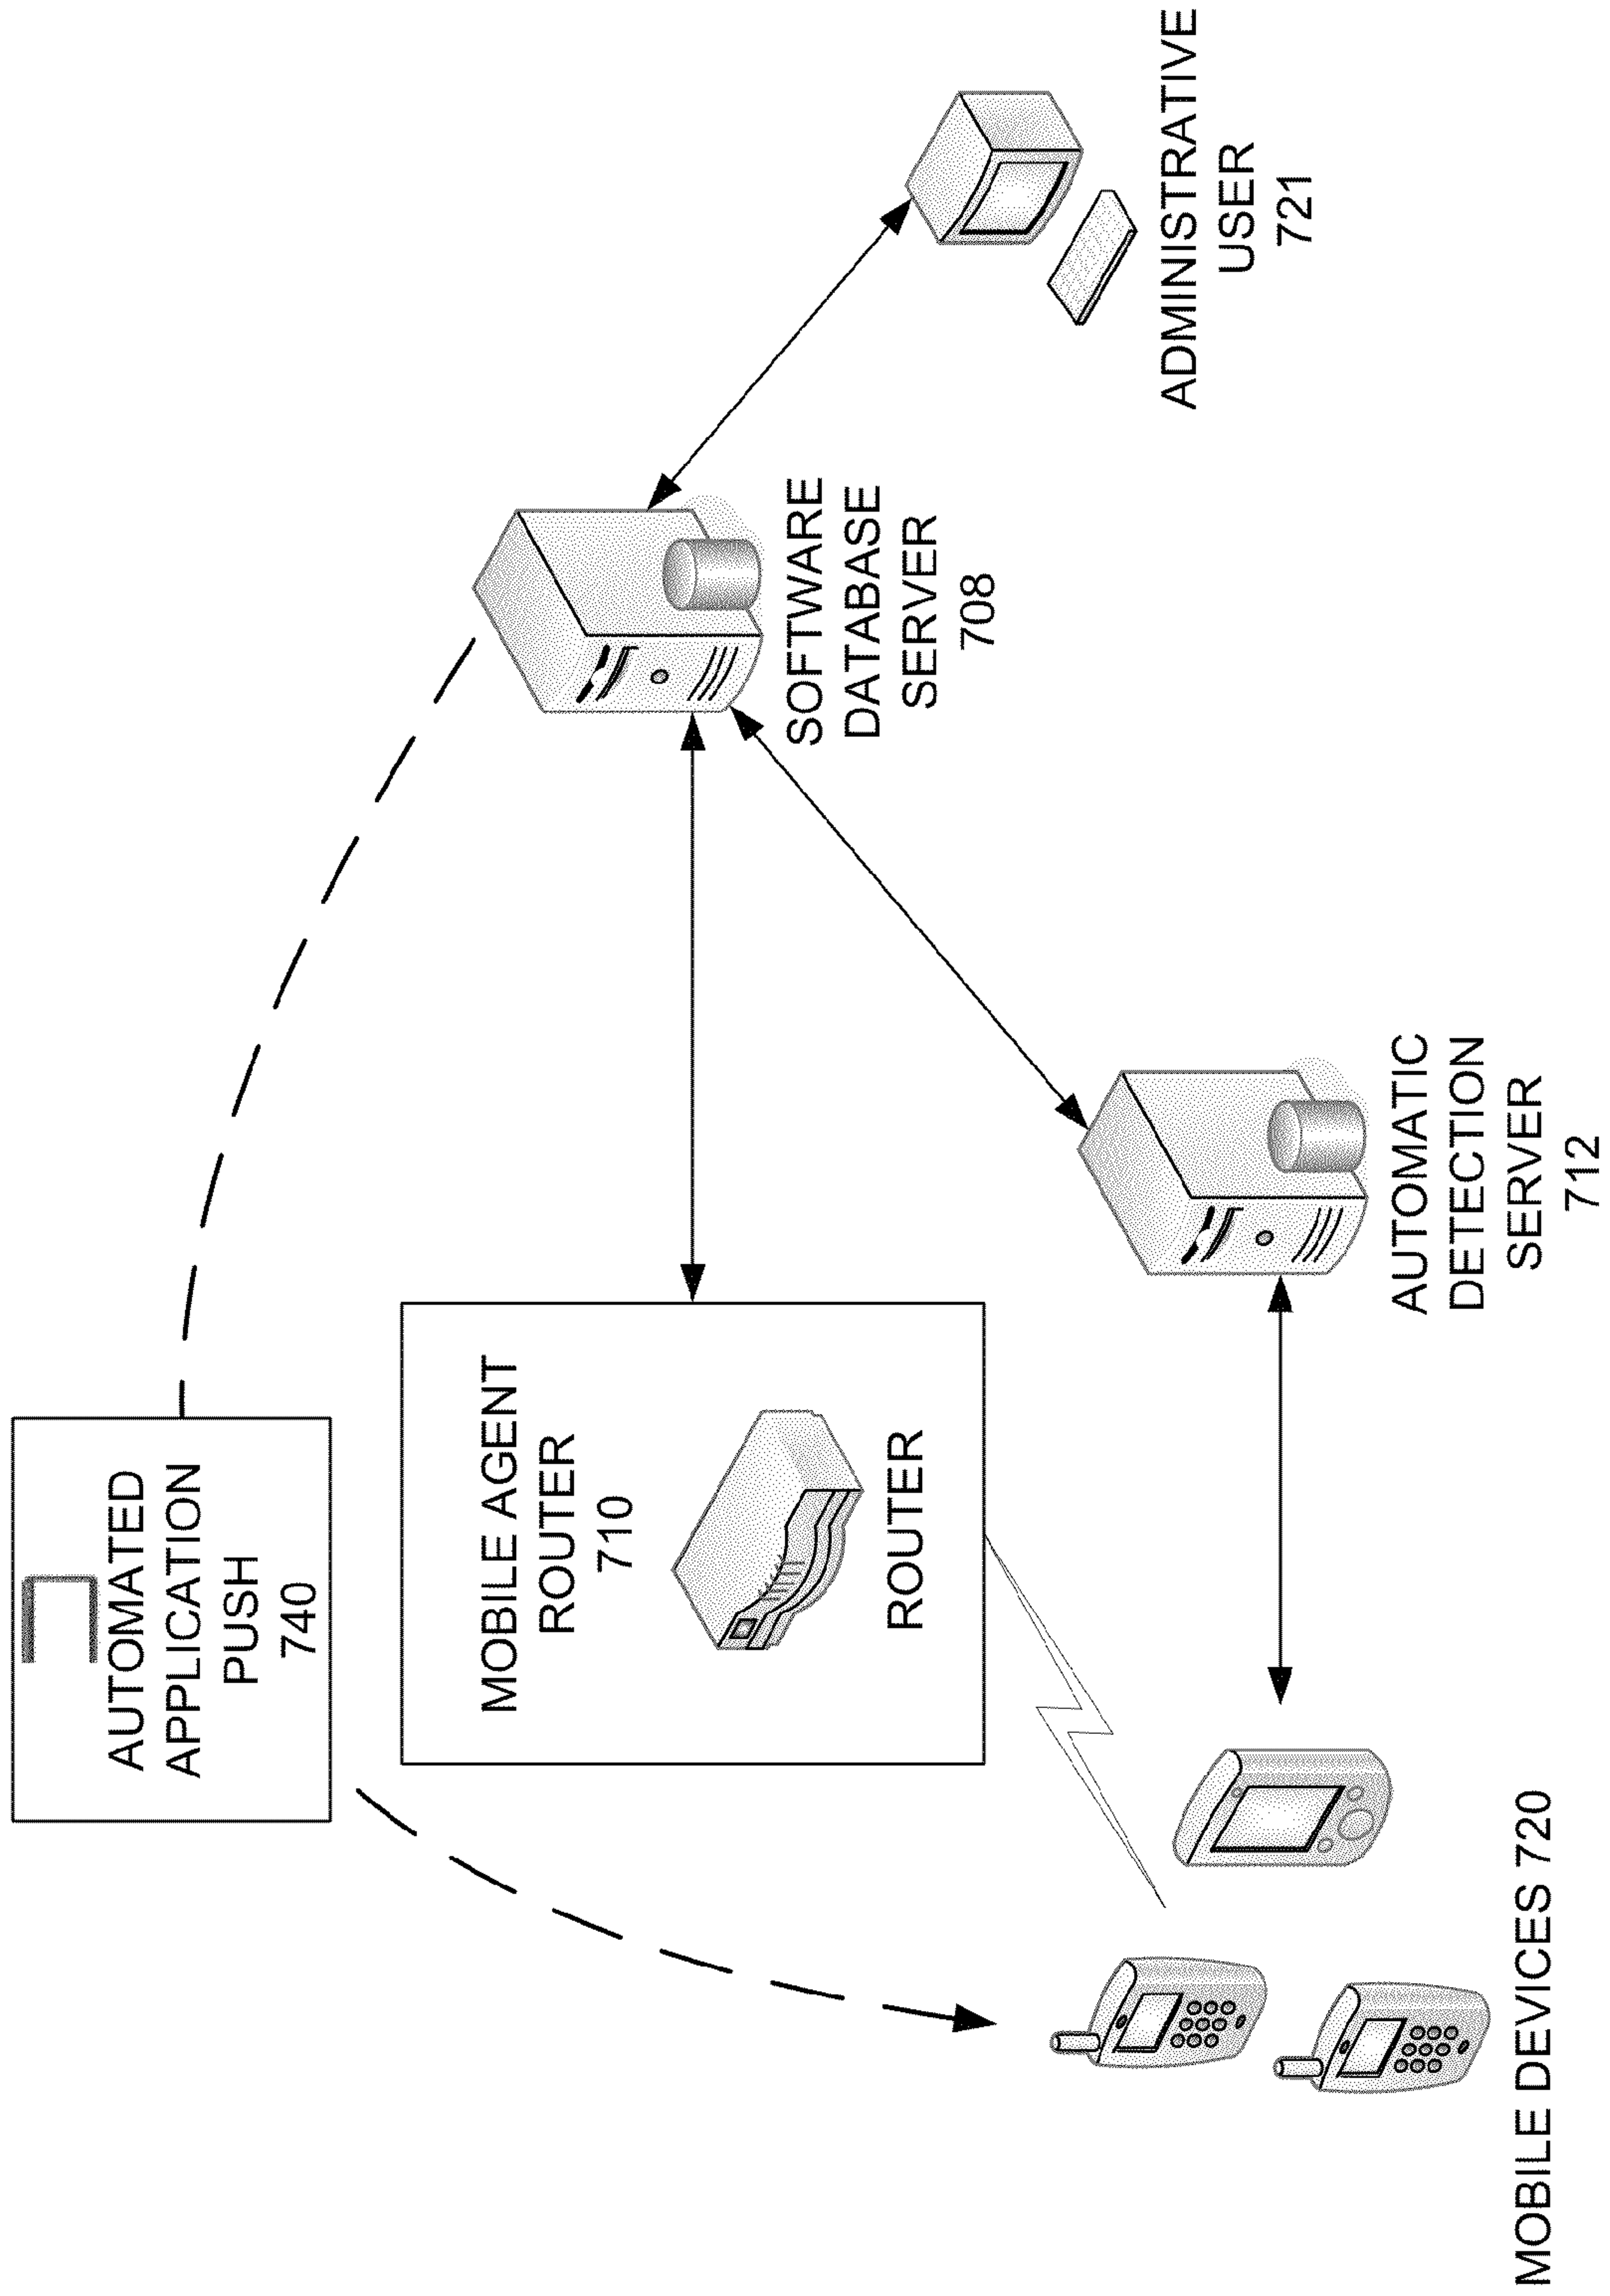 AUTOMATED
APPLICATION
PUSH
740
MOBILE AGENT
ROUTER
710
ROUTER
SOFTWARE
DATABASE
SERVER
708
ADMINISTRATIVE
USER
721
AUTOMATIC
DETECTION
SERVER
712
MOBILE DEVICES 720